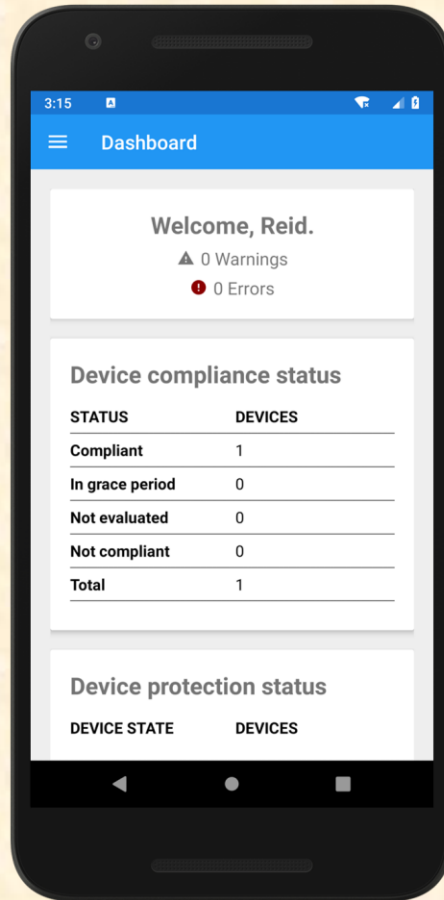 3:15
Dashboard
Welcome, Reid.
0 Warnings
0 Errors
Device compliance status
STATUS DEVICES
Compliant 1
In grace period 0
Not evaluated 0
Not compliant 0
Total 1
Device protection status
DEVICE STATE DEVICES